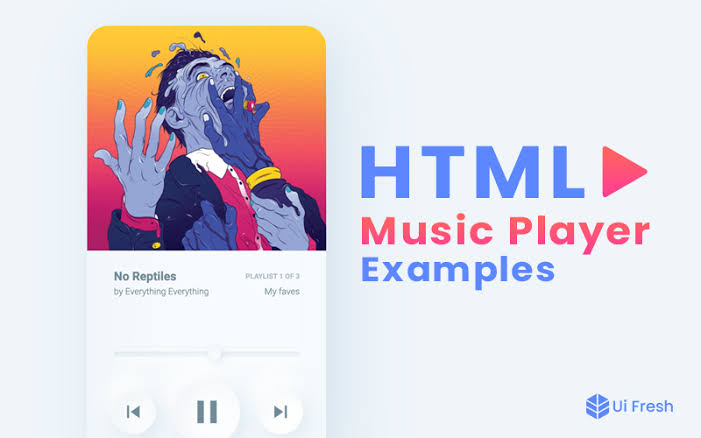 No Reptiles
PLAYLIST 1 OF 3
by Everything Everything
My faves
HTML
Music Player
Examples
Ui Fresh